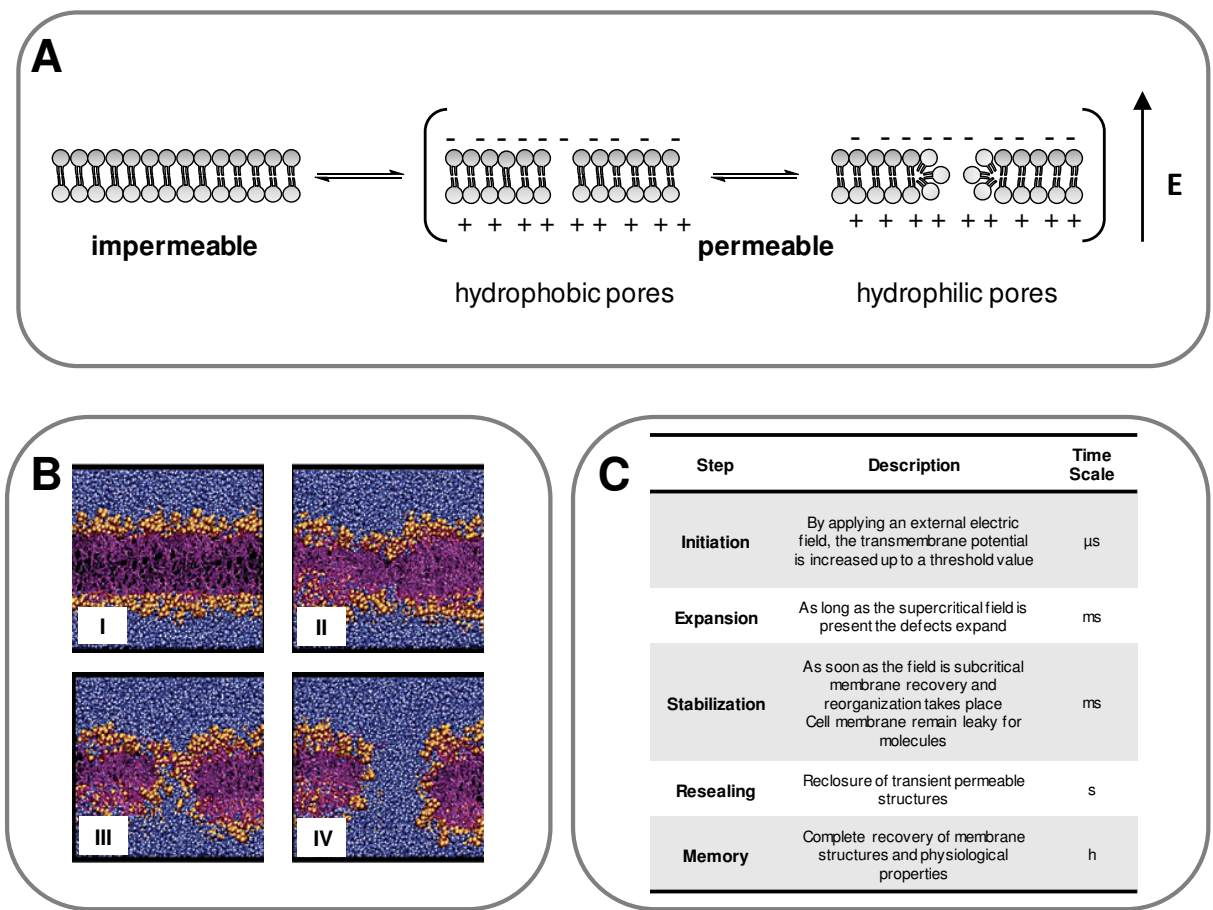 A
- - - - - - - - -
- - - - - - - - -
E
+ + + + + + + + +
+ + + + + + + +
impermeable
permeable
hydrophobic pores
hydrophilic pores
B
I
II
III
IV
C
Step
Description
Time
Scale
Initiation
By applying an external electric
field, the transmembrane potential
is increased up to a threshold value
µs
Expansion
As long as the supercritical field is
present the defects expand
ms
Stabilization
As soon as the field is subcritical
membrane recovery and
reorganization takes place
Cell membrane remain leaky for
molecules
ms
Resealing
Reclosure of transient permeable
structures
s
Memory
Complete recovery of membrane
structures and physiological
properties
h